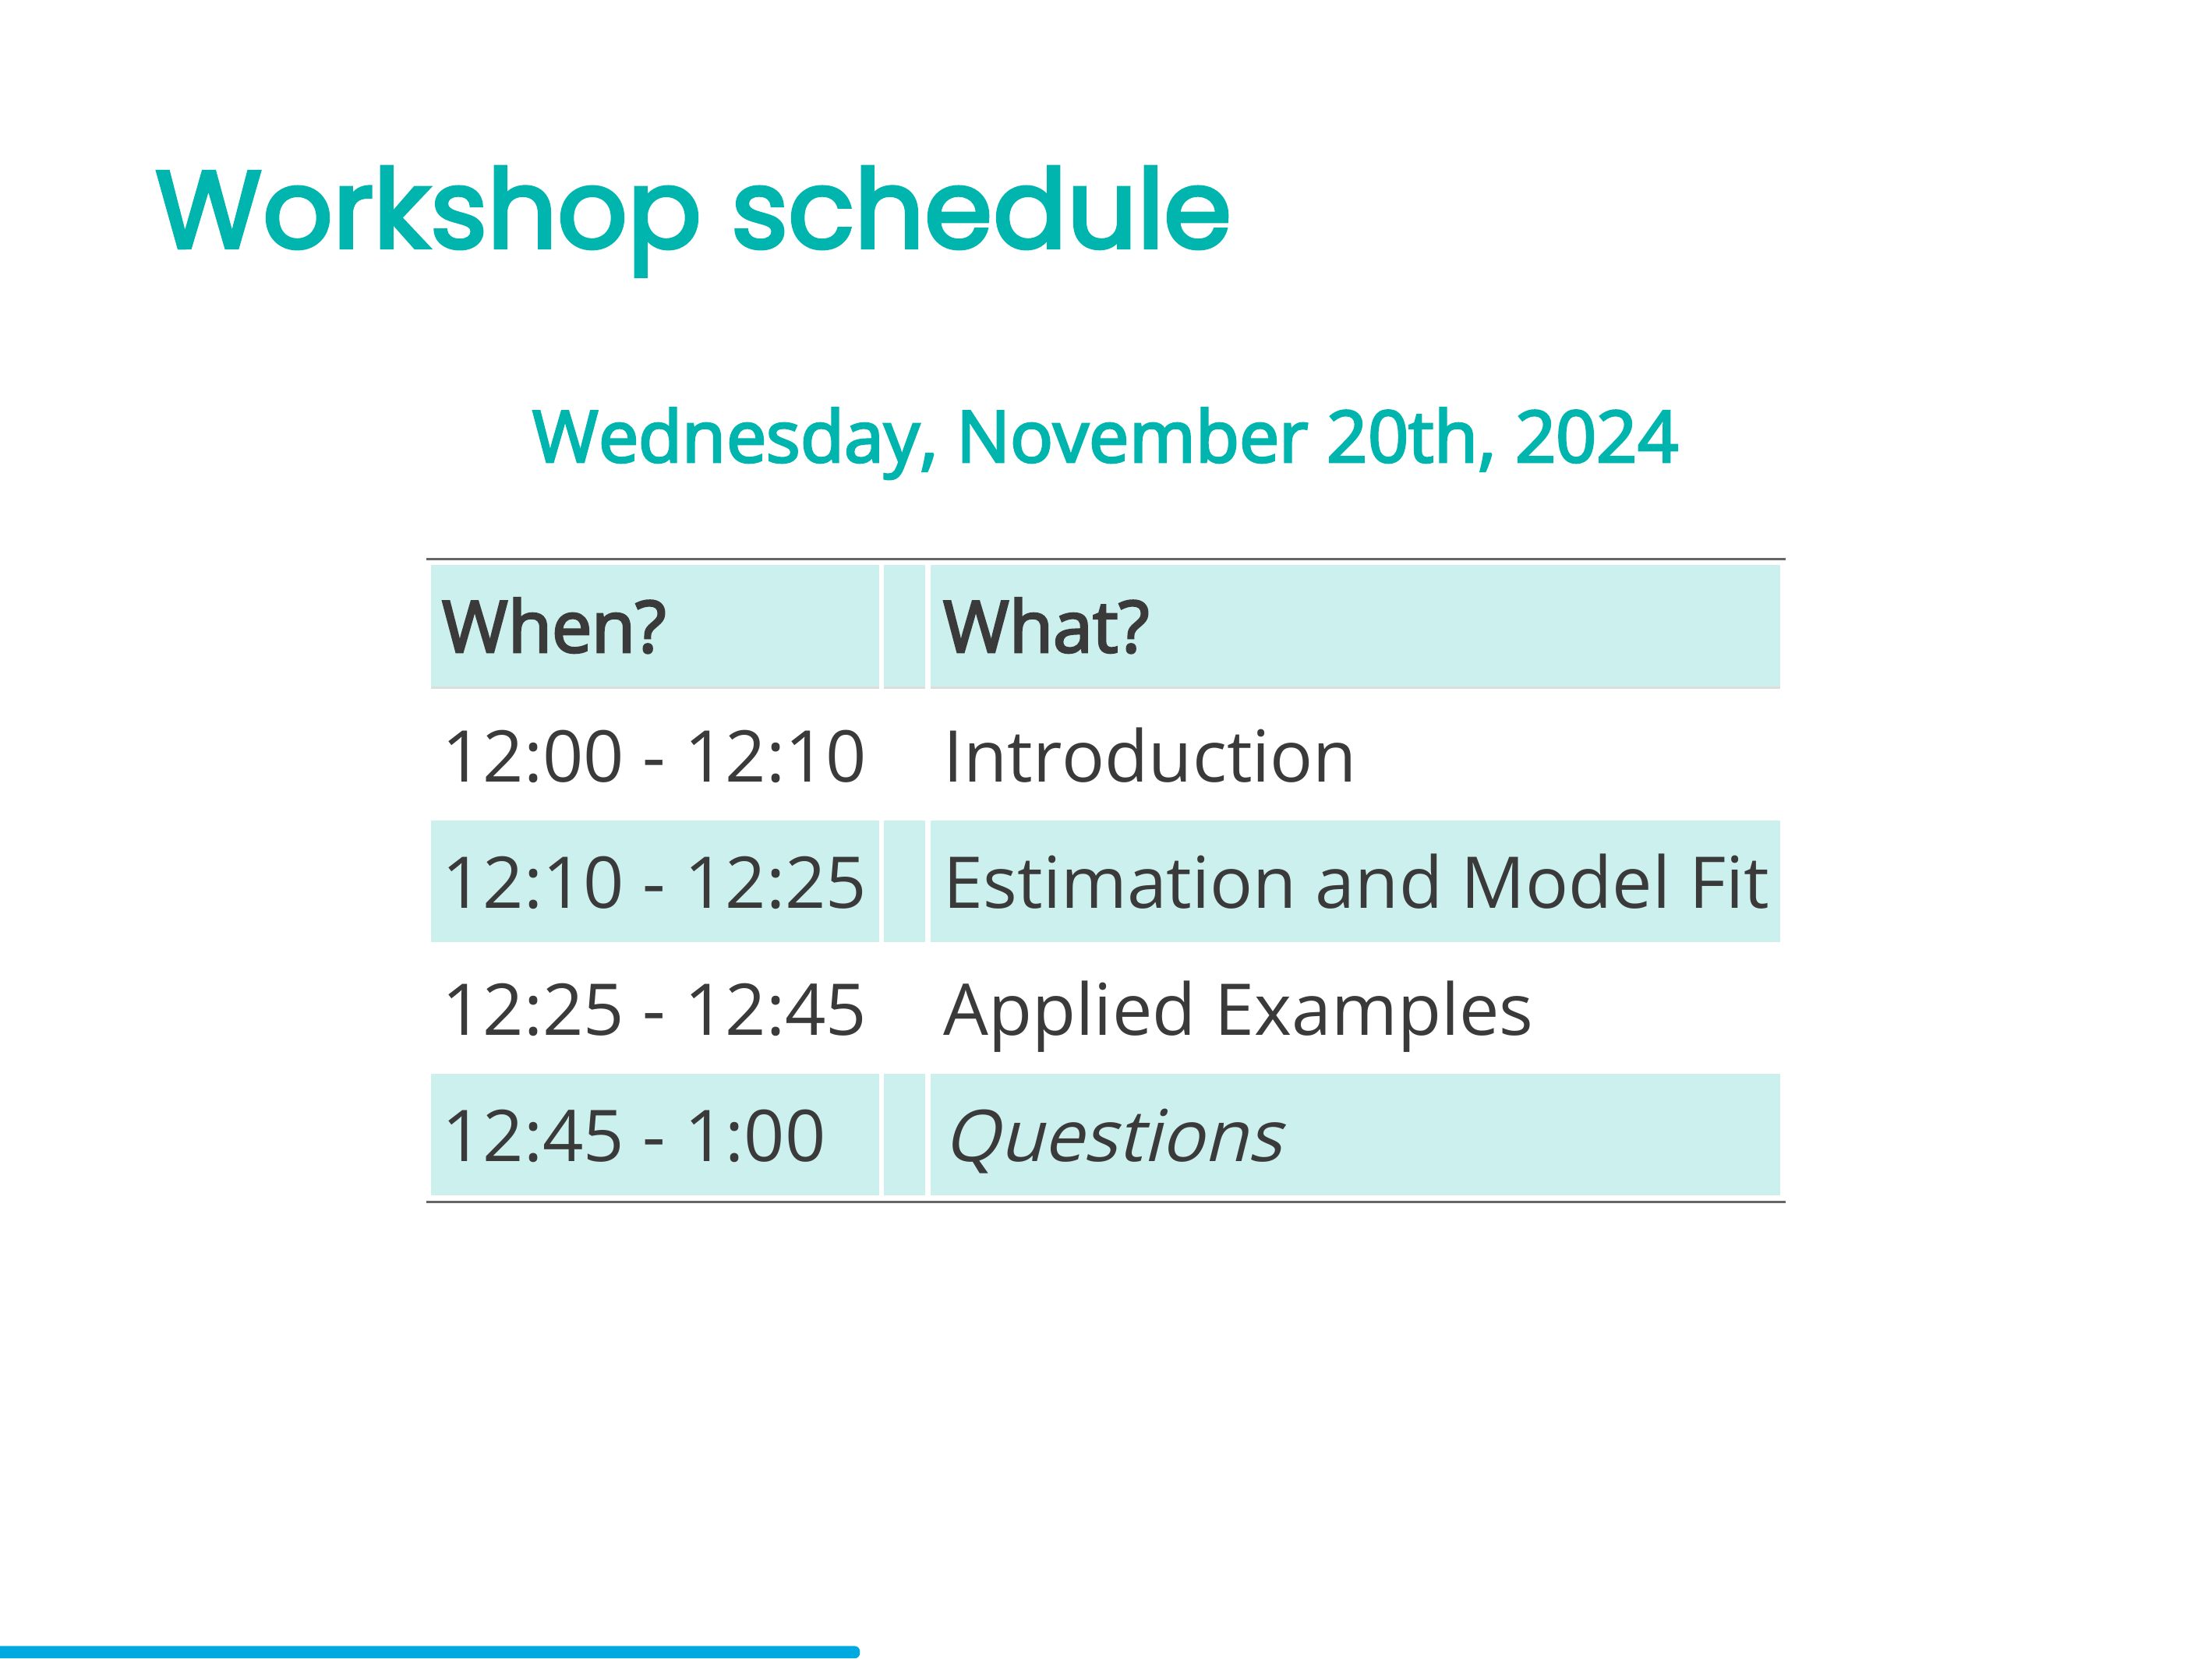 Workshop schedule
Wednesday, November 20th, 2024
When? What?
12:00 - 12:10 Introduction
12:10 - 12:25 Estimation and Model Fit
12:25 - 12:45 Applied Examples
12:45 - 1:00 Questions